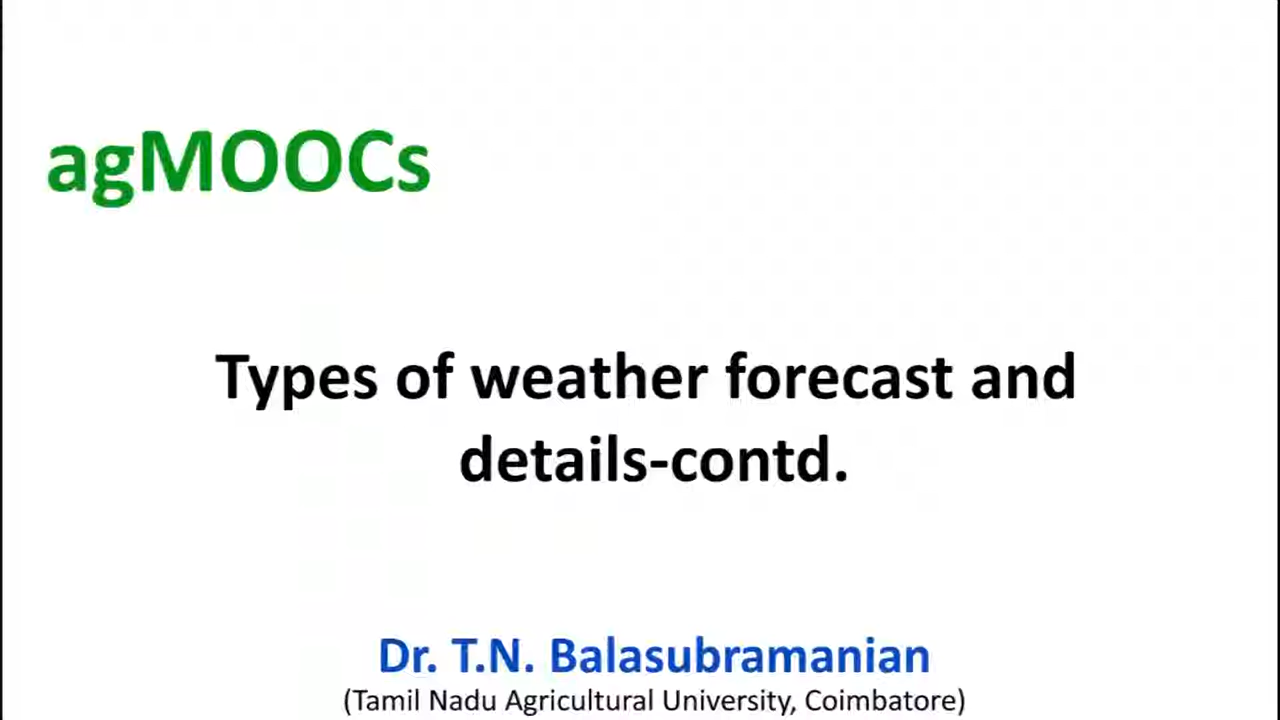 agMOOCs
Types of weather forecast and
details-contd.
Dr. T.N. Balasubramanian
(Tamil Nadu Agricultural University, Coimbatore)